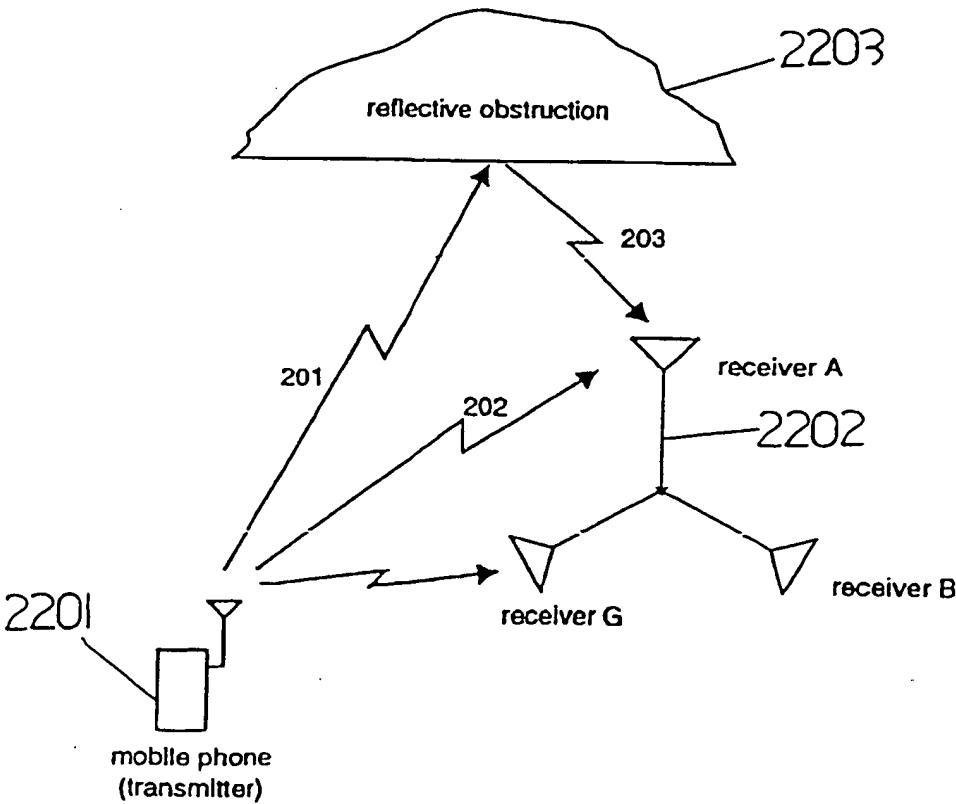 2203
reflective obstruction
203
201
202
receiver A
2202
2201
receiver G
receiver B
mobile phone
(transmitter)